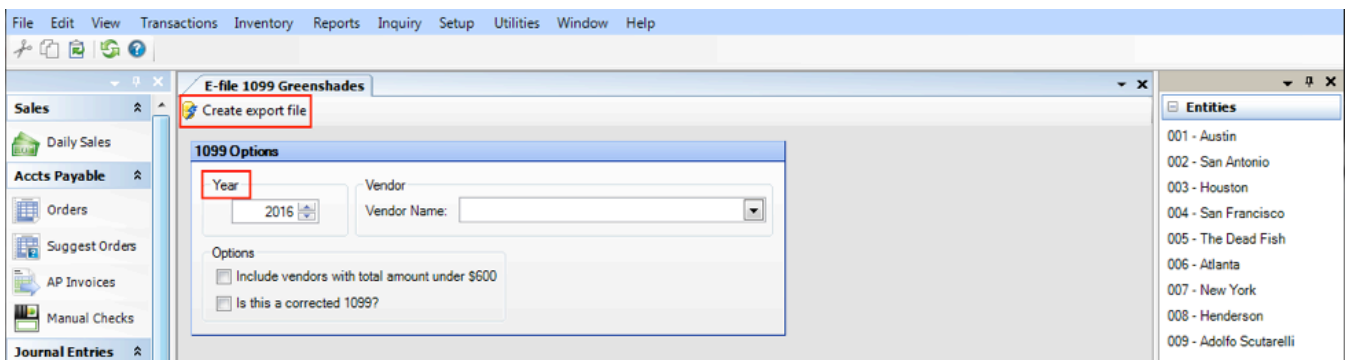 File Edit View Transactions Inventory Reports Inquiry Setup Utilities Window Help
E-file 1099 Greenshades
Create export file
Sales
Daily Sales
Accts Payable
Orders
Suggest Orders
AP Invoices
Manual Checks
Journal Entries
1099 Options
Year
2016
Vendor
Vendor Name:
Options
Include vendors with total amount under $600
Is this a corrected 1099?
Entities
001 - Austin
002 - San Antonio
003 - Houston
004 - San Francisco
005 - The Dead Fish
006 - Atlanta
007 - New York
008 - Henderson
009 - Adolfo Scutarelli